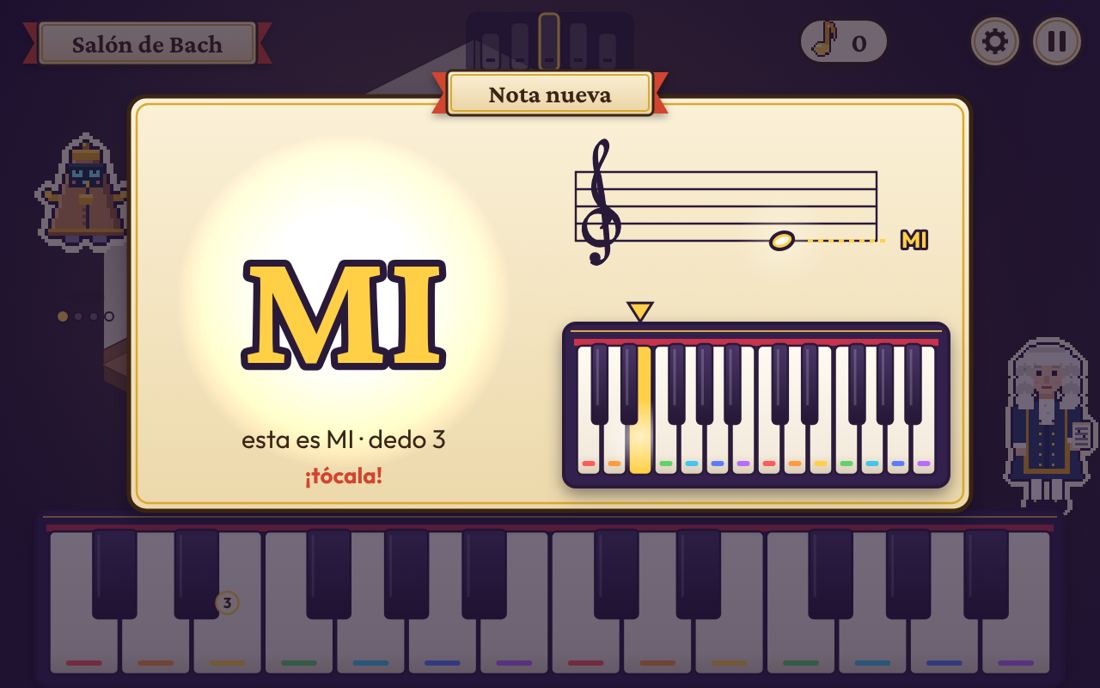 Salón de Bach
0
Nota nueva
MI
MI
esta es MI · dedo 3
¡tócala!
3